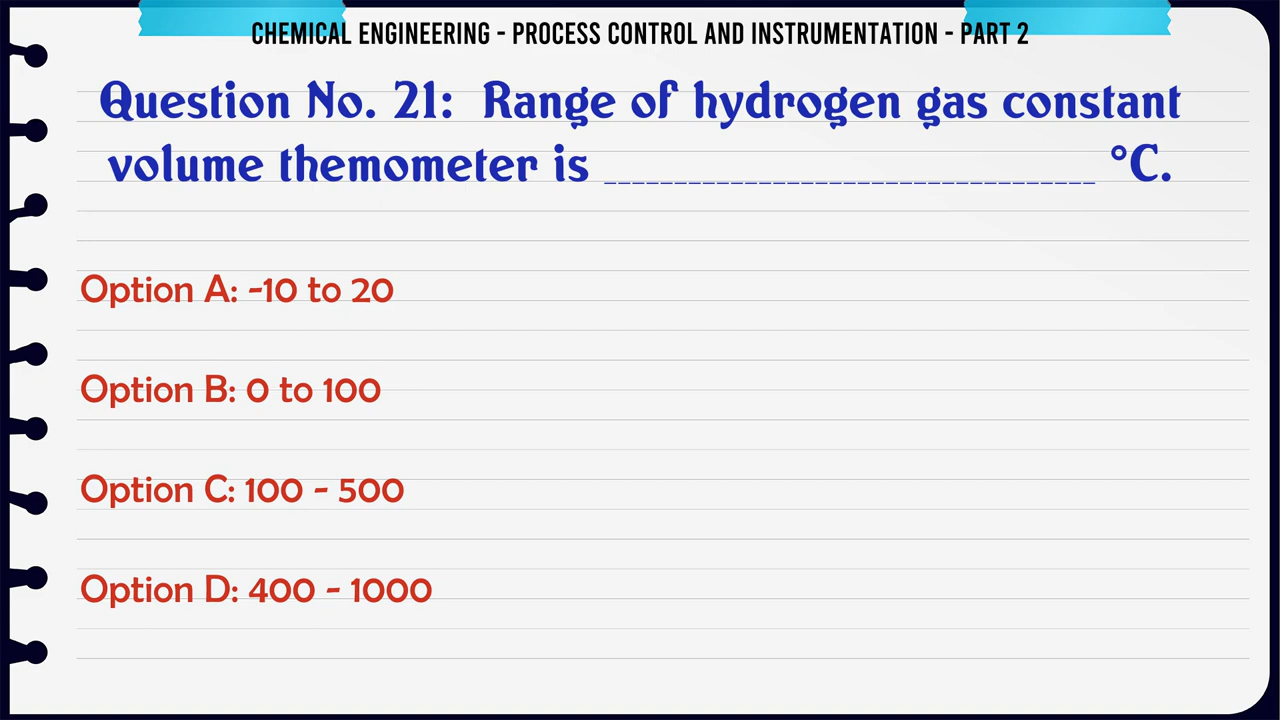 CHEMICAL ENGINEERING - PROCESS CONTROL AND INSTRUMENTATION - PART 2
Question No. 21: Range of hydrogen gas constant
volume themometer is ___________________________________ °C.
Option A: -10 to 20
Option B: 0 to 100
Option C: 100 - 500
Option D: 400 - 1000